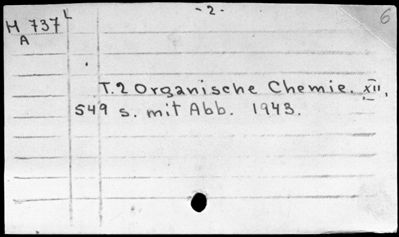 - 2 -
6
H 737 L
A
T.2 Organische Chemie. XII,
549 s. mit Abb. 1943.